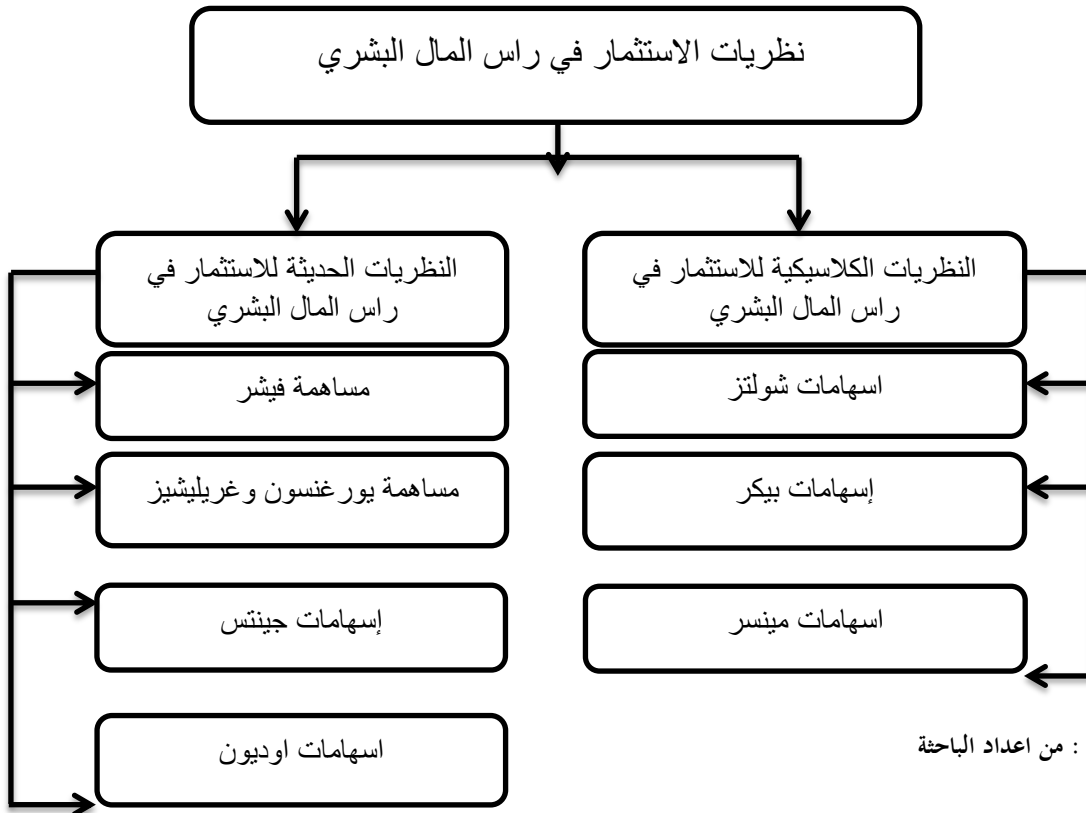 نظريات الاستثمار في راس المال البشري
النظريات الكلاسيكية للاستثمار في
راس المال البشري
اسهامات شولتز
إسهامات بيكر
اسهامات مينسر
النظريات الحديثة للاستثمار في
راس المال البشري
مساهمة فيشر
مساهمة يورغنسون وغريليشيز
إسهامات جينتس
اسهامات اوديون
: من اعداد الباحثة